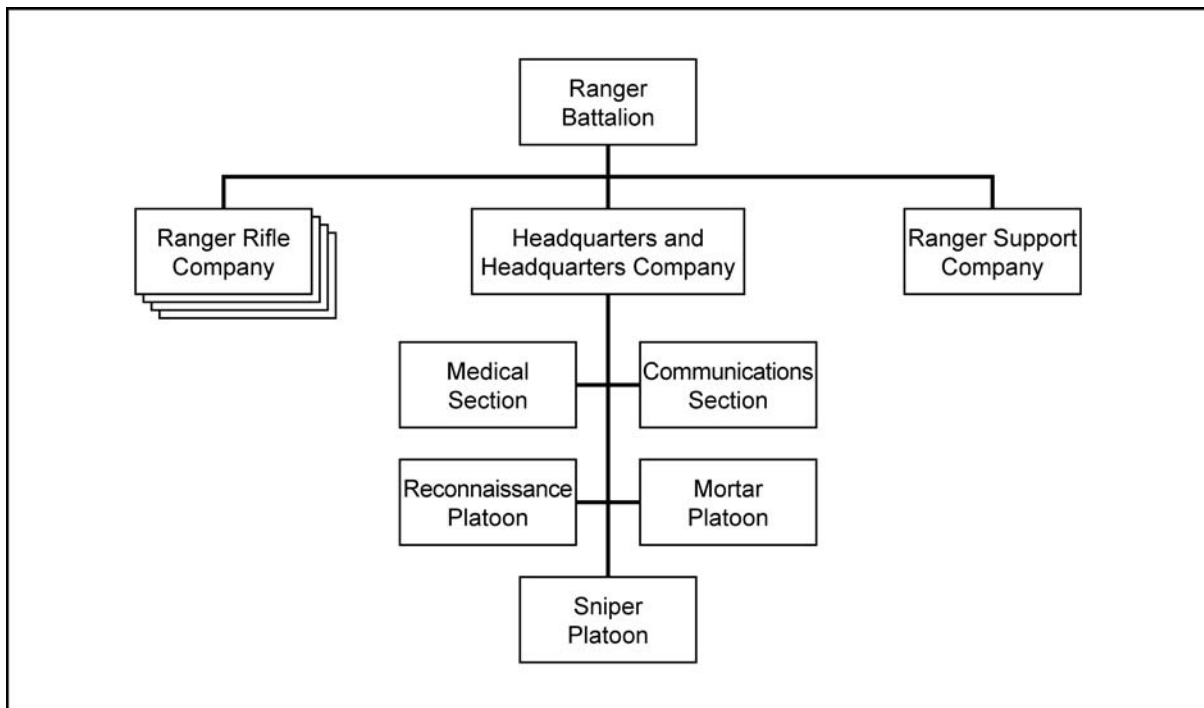 Ranger
Battalion
Ranger Rifle
Company
Headquarters and
Headquarters Company
Ranger Support
Company
Medical
Section
Communications
Section
Reconnaissance
Platoon
Mortar
Platoon
Sniper
Platoon